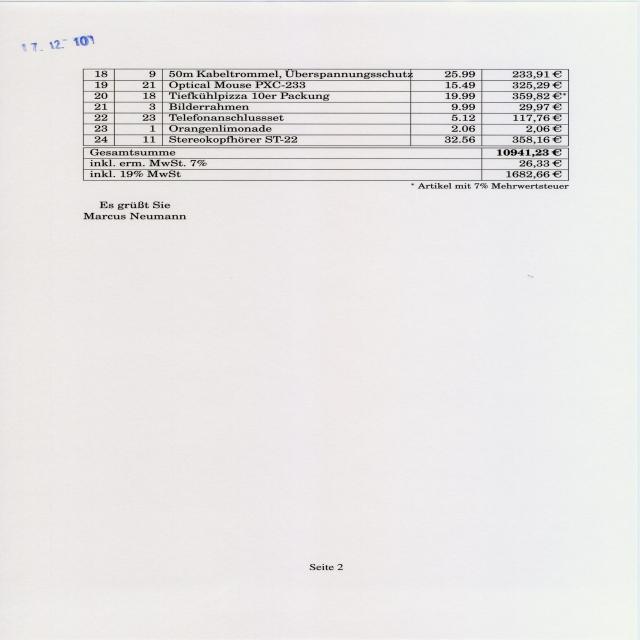 17. 12. 10
18 9 50m Kabeltrommel, Überspannungsschutz 25.99 233,91 €
19 21 Optical Mouse PXC-233 15.49 325,29 €
20 18 Tiefkühlpizza 10er Packung 19.99 359,82 €*
21 3 Bilderrahmen 9.99 29,97 €
22 23 Telefonanschlussset 5.12 117,76 €
23 1 Orangenlimonade 2.06 2,06 €
24 11 Stereokopfhörer ST-22 32.56 358,16 €
Gesamtsumme 10941,23 €
inkl. erm. MwSt. 7% 26,33 €
inkl. 19% MwSt 1682,66 €
* Artikel mit 7% Mehrwertsteuer
Es grüßt Sie
Marcus Neumann
Seite 2